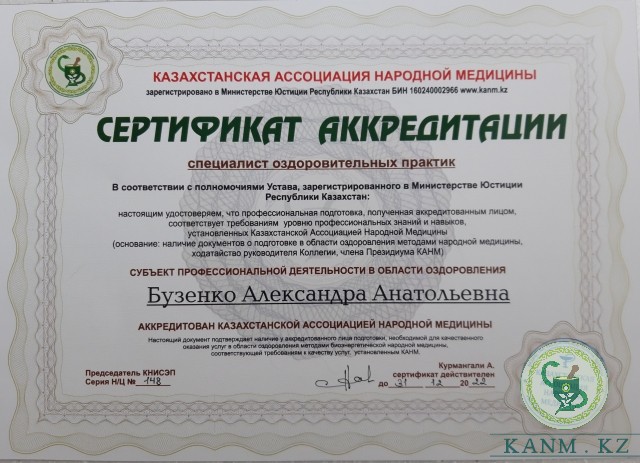 КАЗАХСТАНСКАЯ АССОЦИАЦИЯ НАРОДНОЙ МЕДИЦИНЫ
зарегистрировано в Министерстве Юстиции Республики Казахстан БИН 160240002966 www.kanm.kz
СЕРТИФИКАТ АККРЕДИТАЦИИ
специалист оздоровительных практик
В соответствии с полномочиями Устава, зарегистрированного в Министерстве Юстиции
Республики Казахстан:
настоящим удостоверяем, что профессиональная подготовка, полученная аккредитованным лицом,
соответствует требованиям уровню профессиональных знаний и навыков,
установленных Казахстанской Ассоциацией Народной Медицины
(основание: наличие документов о подготовке в области оздоровления методами народной медицины,
ходатайство руководителя Коллегии, члена Президиума КАНМ)
СУБЪЕКТ ПРОФЕССИОНАЛЬНОЙ ДЕЯТЕЛЬНОСТИ В ОБЛАСТИ ОЗДОРОВЛЕНИЯ
Бузенко Александра Анатольевна
АККРЕДИТОВАН КАЗАХСТАНСКОЙ АССОЦИАЦИЕЙ НАРОДНОЙ МЕДИЦИНЫ
Настоящий документ подтверждает наличие у аккредитованного лица подготовки, необходимой для качественного
оказания услуг в области оздоровления методами биоэнергетической народной медицины,
соответствующей требованиям к качеству услуг, установленным КАНМ.
Председатель КНИСЭП Курмангали А.
Серия Н/Ц № 148 сертификат действителен
до 31 12 2022
KANM.KZ